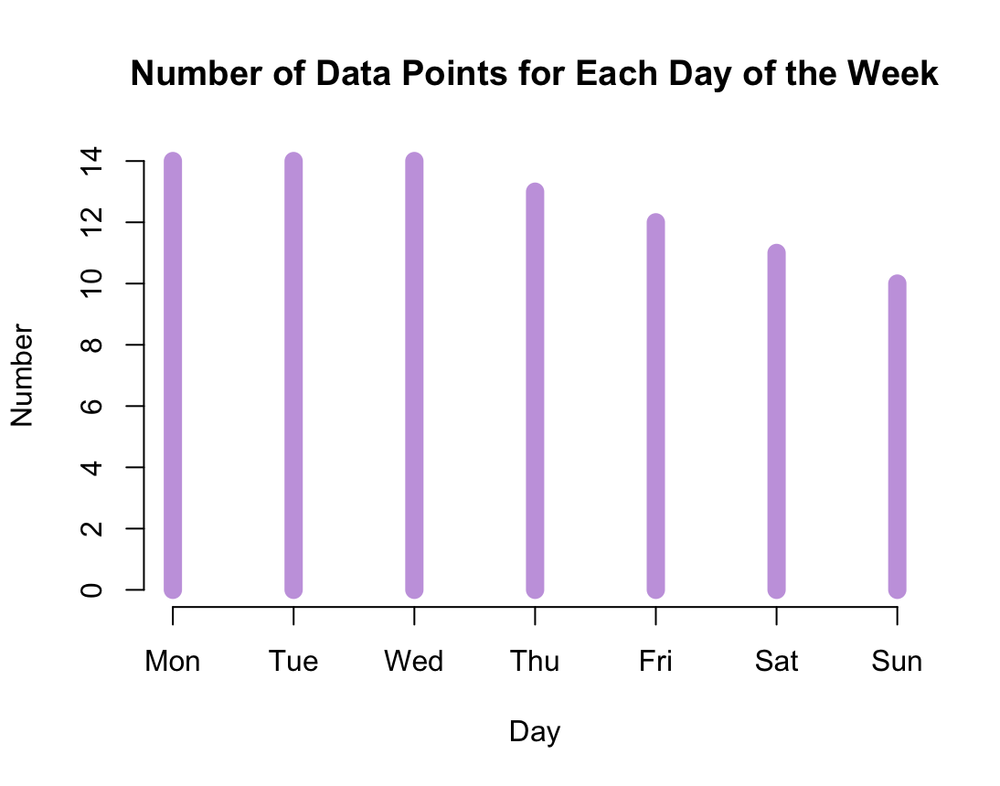 Number of Data Points for Each Day of the Week
14
12
10
8
6
4
2
0
Number
Mon Tue Wed Thu Fri Sat Sun
Day